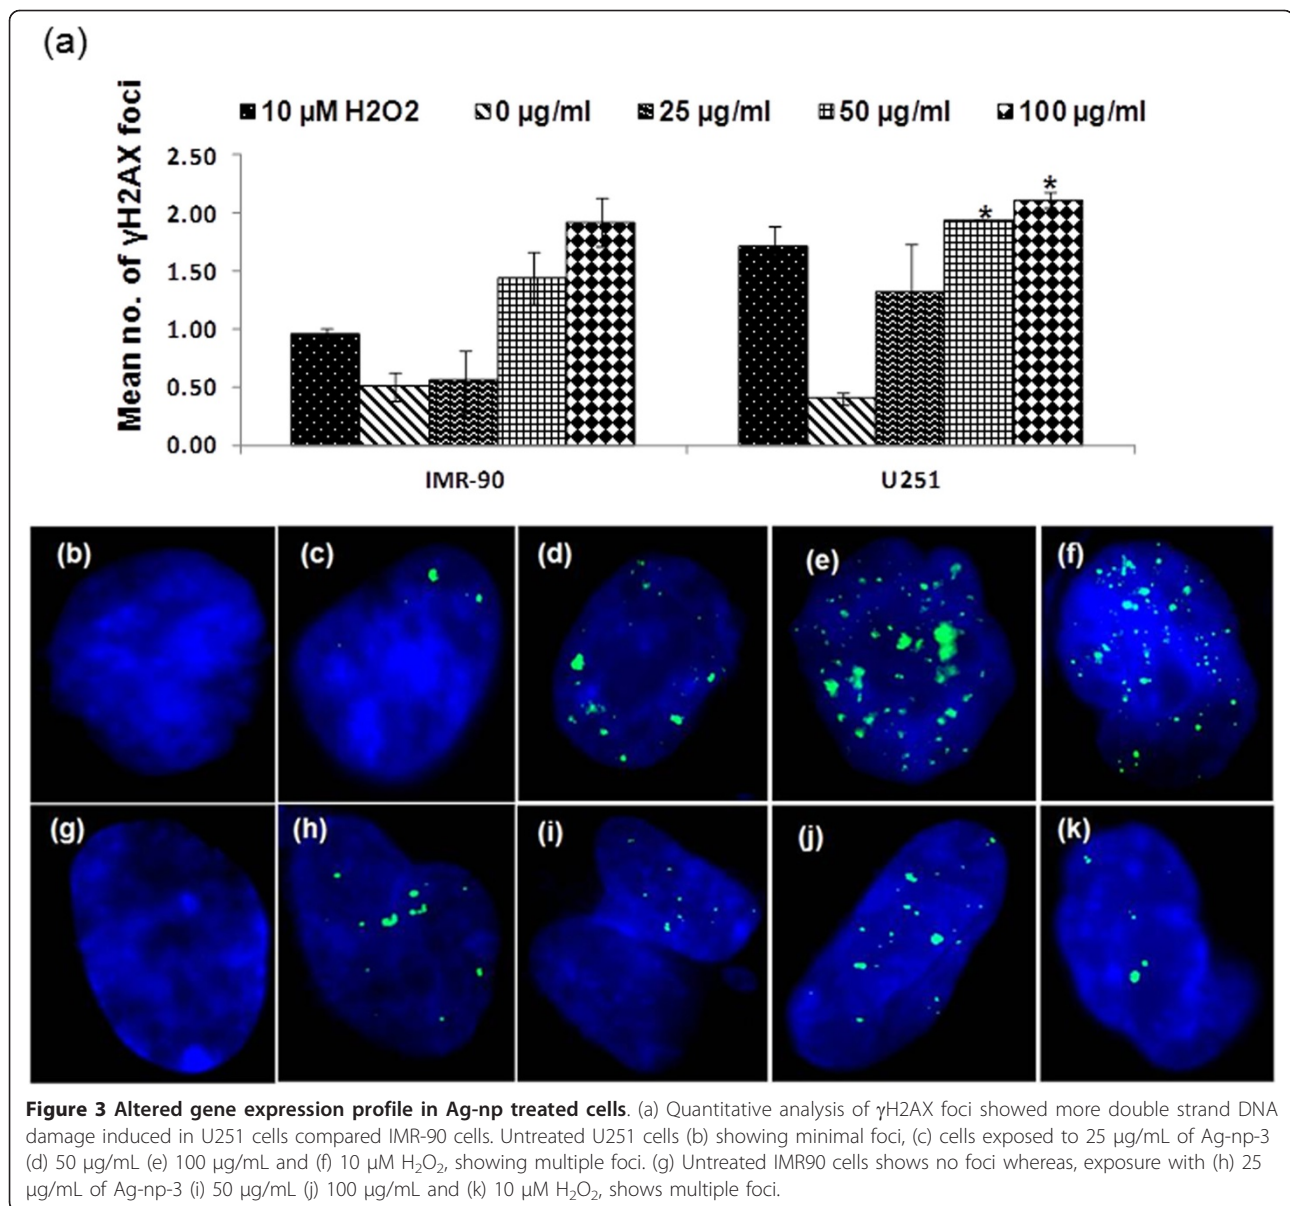 (a)
10 µM H2O2 0 µg/ml 25 µg/ml 50 µg/ml 100 µg/ml
Mean no. of γH2AX foci
2.50
2.00
1.50
1.00
0.50
0.00
* *
IMR-90 U251
(b) (c) (d) (e) (f)
(g) (h) (i) (j) (k)
Figure 3 Altered gene expression profile in Ag-np treated cells. (a) Quantitative analysis of γH2AX foci showed more double strand DNA
damage induced in U251 cells compared IMR-90 cells. Untreated U251 cells (b) showing minimal foci, (c) cells exposed to 25 µg/mL of Ag-np-3
(d) 50 µg/mL (e) 100 µg/mL and (f) 10 µM H₂O₂, showing multiple foci. (g) Untreated IMR90 cells shows no foci whereas, exposure with (h) 25
µg/mL of Ag-np-3 (i) 50 µg/mL (j) 100 µg/mL and (k) 10 µM H₂O₂, shows multiple foci.